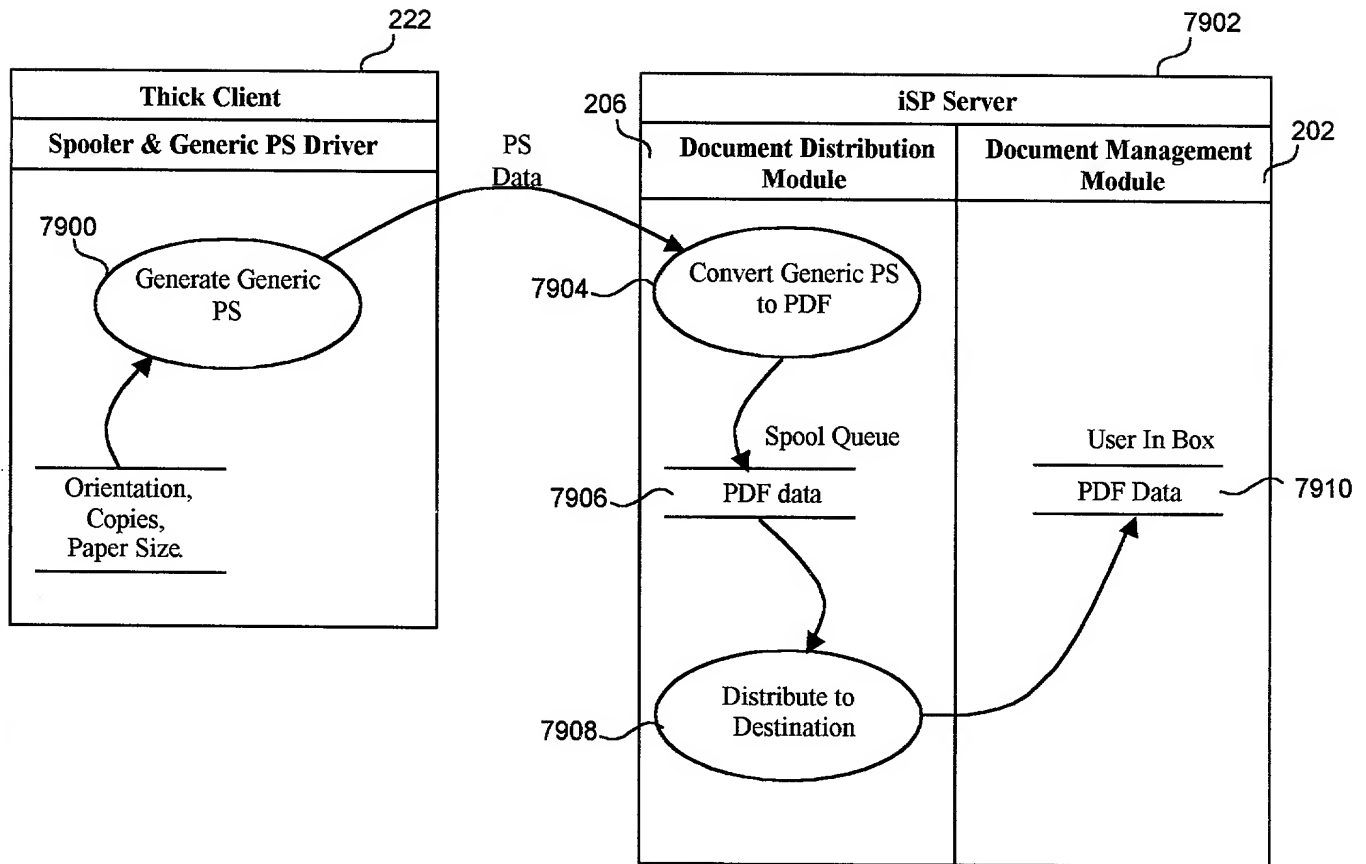 222
Thick Client
Spooler & Generic PS Driver
7900
Generate Generic
PS
Orientation,
Copies,
Paper Size.
PS
Data
7902
iSP Server
206
Document Distribution
Module
Document Management
Module
202
7904
Convert Generic PS
to PDF
Spool Queue
7906
PDF data
User In Box
PDF Data
7910
7908
Distribute to
Destination